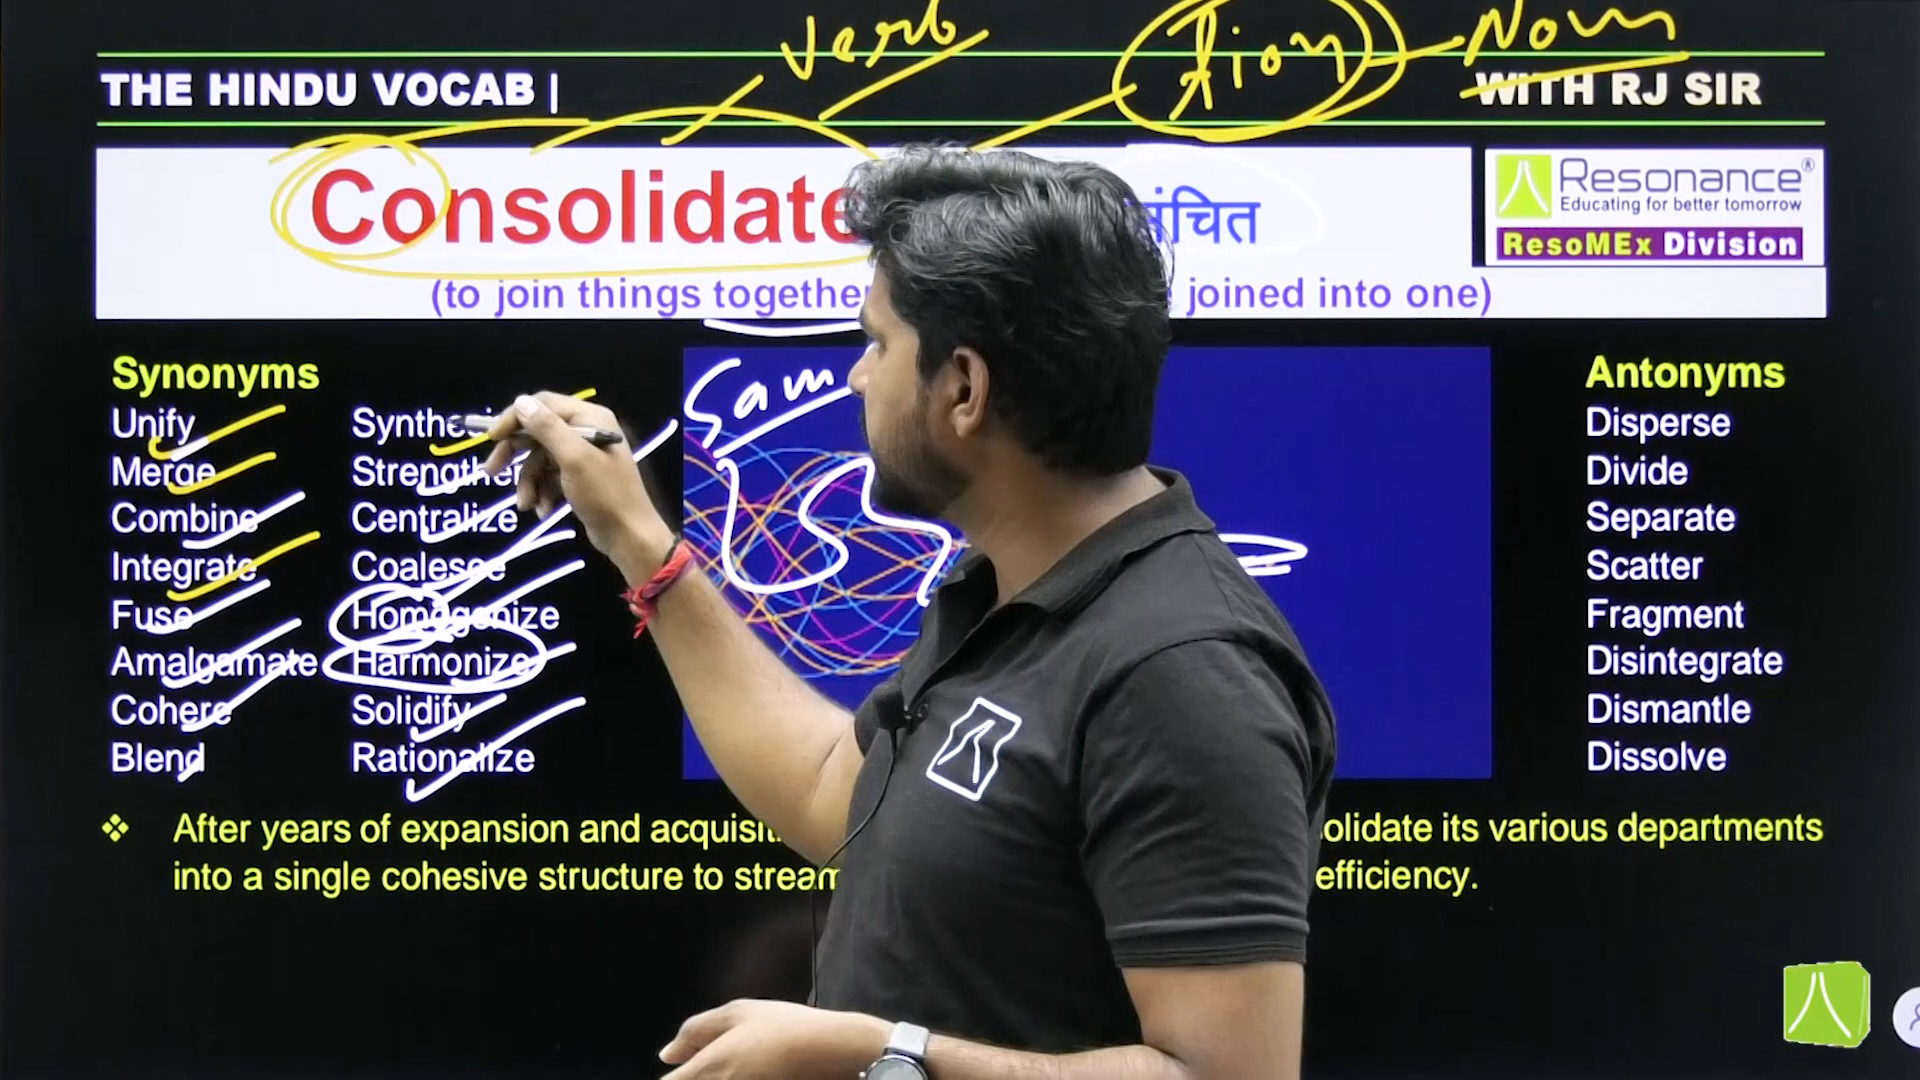 verb
tion Noun
THE HINDU VOCAB | WITH RJ SIR
Consolidate
Resonance®
Educating for better tomorrow
ResoMEx Division
(to join things together joined into one)
Synonyms
Unify Synthesis
Merge Strengthen
Combine Centralize
Integrate Coalesce
Fuse Homogenize
Amalgamate Harmonize
Cohere Solidify
Blend Rationalize
Sam
Antonyms
Disperse
Divide
Separate
Scatter
Fragment
Disintegrate
Dismantle
Dissolve
❖ After years of expansion and its various departments
into a single cohesive structure to efficiency.